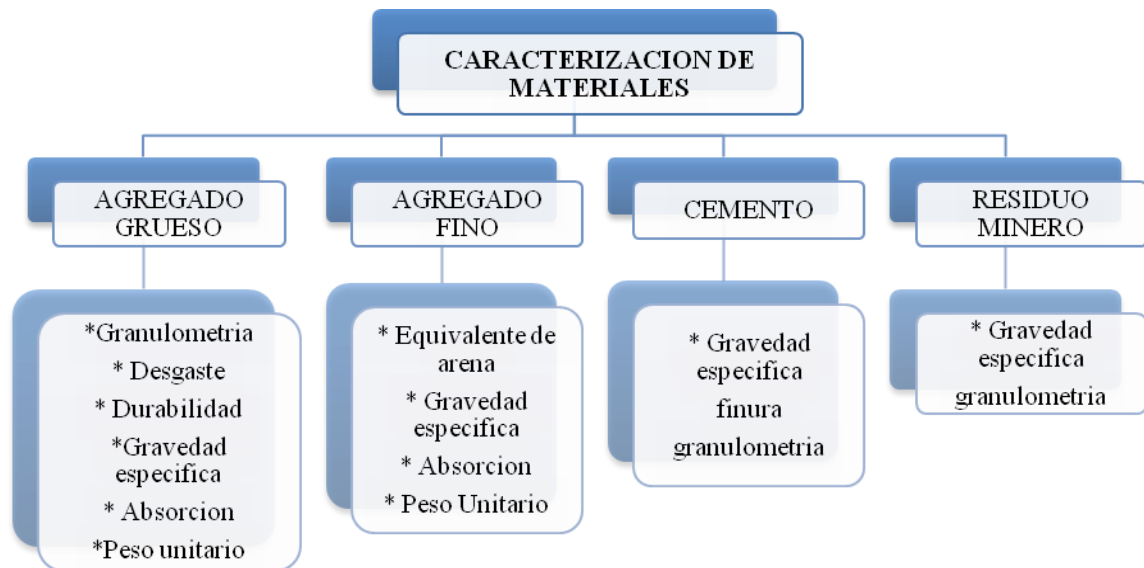 CARACTERIZACION DE
MATERIALES
AGREGADO
GRUESO
AGREGADO
FINO
CEMENTO
RESIDUO
MINERO
*Granulometria
* Desgaste
* Durabilidad
*Gravedad
especifica
* Absorcion
*Peso unitario
* Equivalente de
arena
* Gravedad
especifica
* Absorcion
* Peso Unitario
* Gravedad
especifica
finura
granulometria
* Gravedad
especifica
granulometria